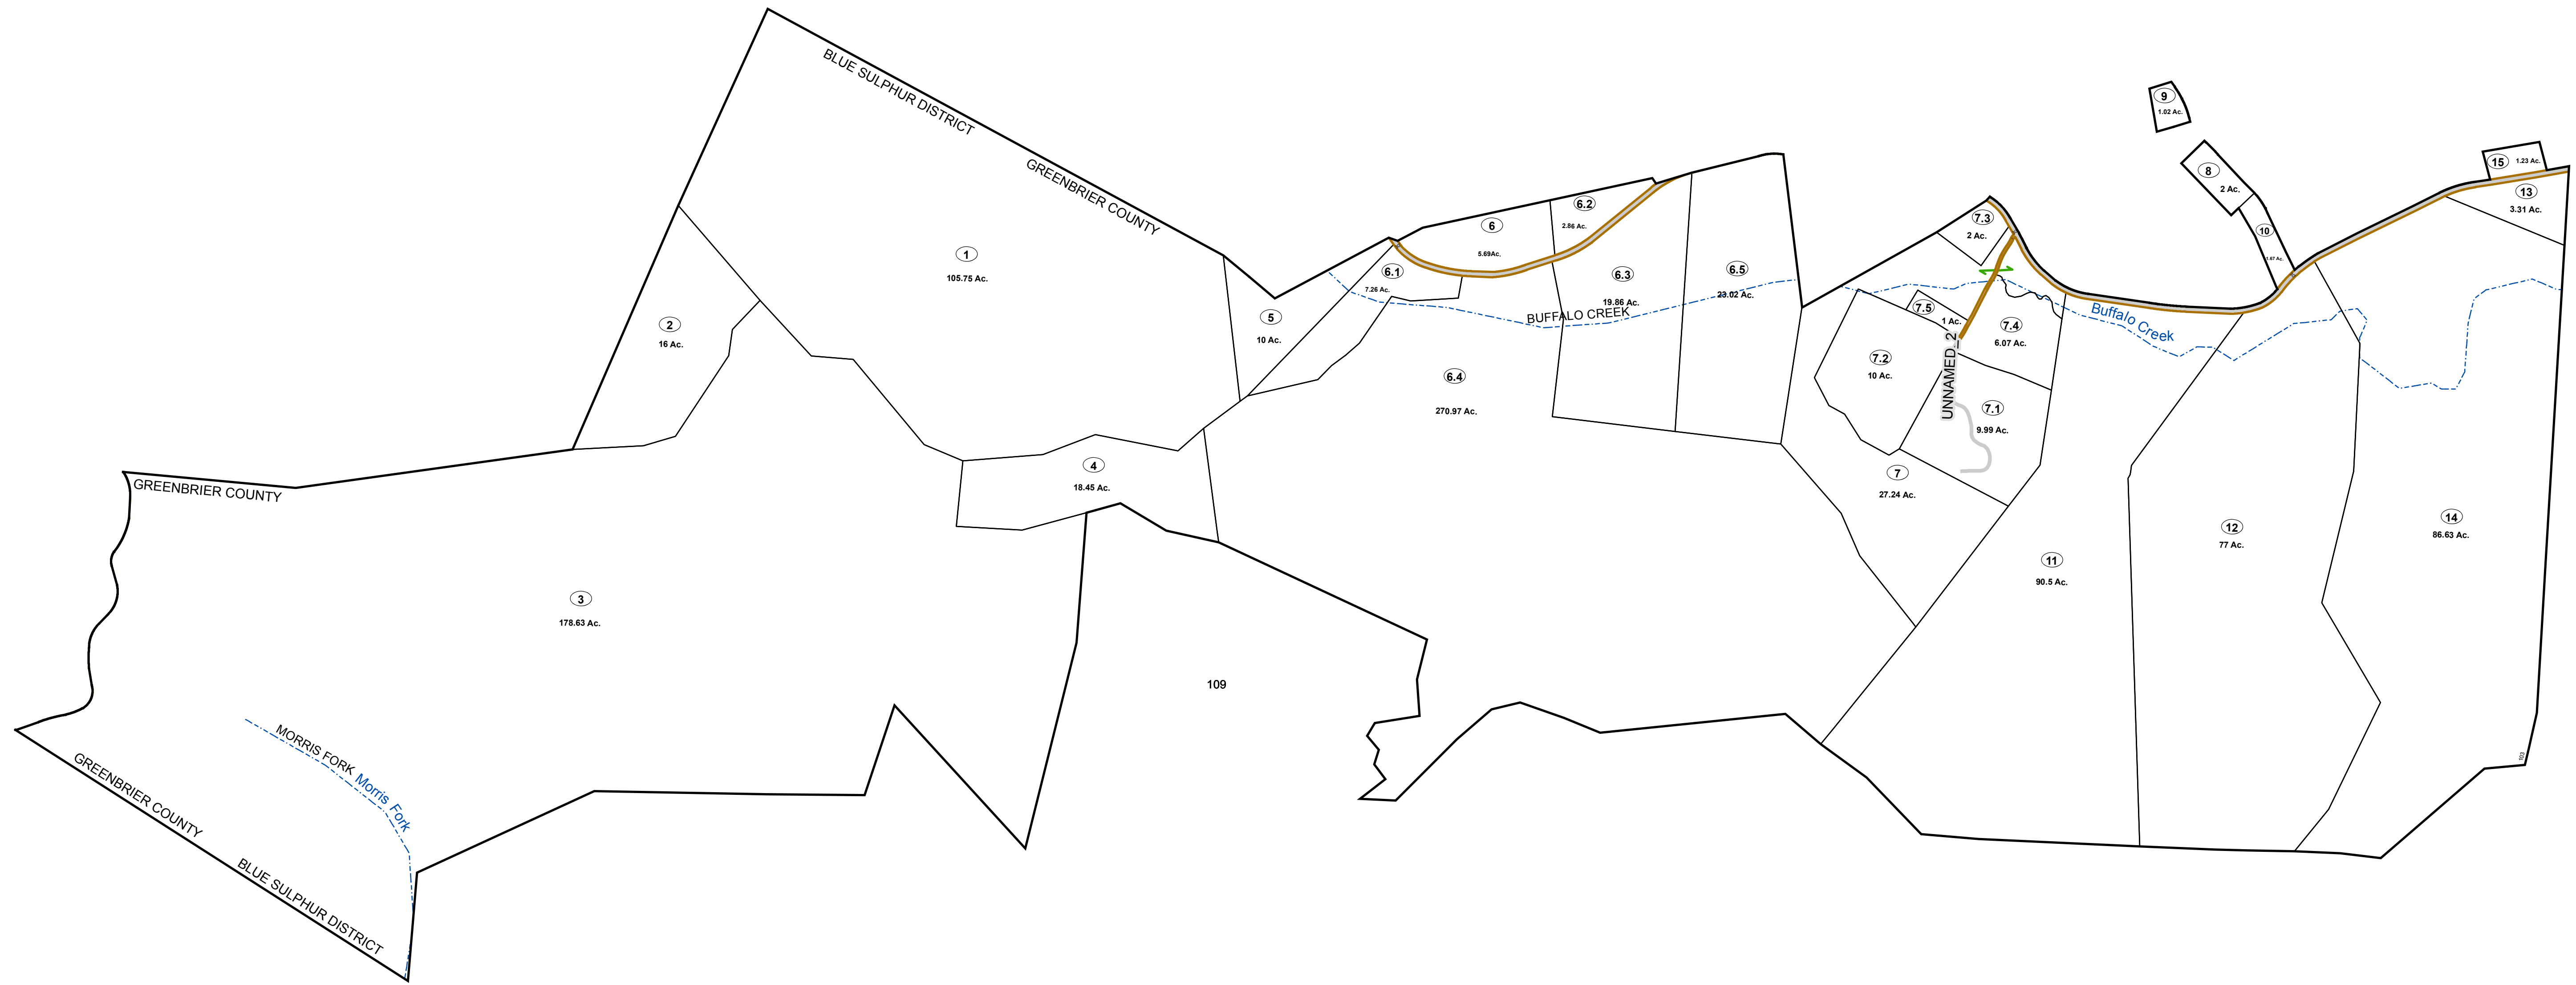 BLUE SULPHUR DISTRICT
GREENBRIER COUNTY
9
1.02 Ac.
8
2 Ac.
10
1.67 Ac.
15
1.23 Ac.
13
3.31 Ac.
1
105.75 Ac.
2
16 Ac.
5
10 Ac.
6
5.69Ac.
6.2
2.86 Ac.
6.1
7.26 Ac.
6.3
19.86 Ac.
6.5
23.02 Ac.
BUFFALO CREEK
6.4
270.97 Ac.
7.3
2 Ac.
7.5
1 Ac.
7.4
6.07 Ac.
Buffalo Creek
7.2
10 Ac.
UNNAMED_2
7.1
9.99 Ac.
7
27.24 Ac.
4
18.45 Ac.
GREENBRIER COUNTY
3
178.63 Ac.
11
90.5 Ac.
12
77 Ac.
14
86.63 Ac.
109
103
MORRIS FORK
Morris Fork
GREENBRIER COUNTY
BLUE SULPHUR DISTRICT